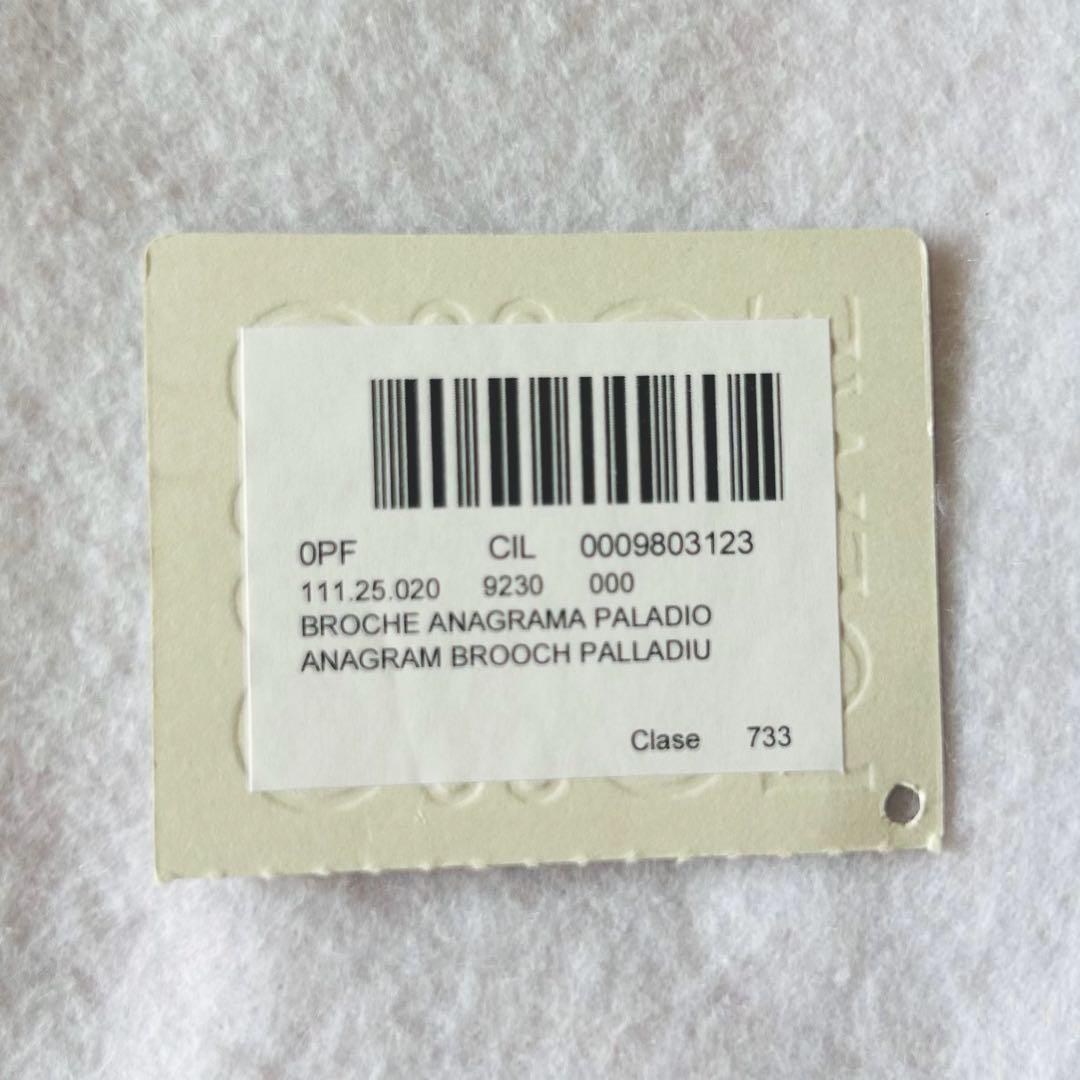 0PF CIL 0009803123
111.25.020 9230 000
BROCHE ANAGRAMA PALADIO
ANAGRAM BROOCH PALLADIU
Clase 733